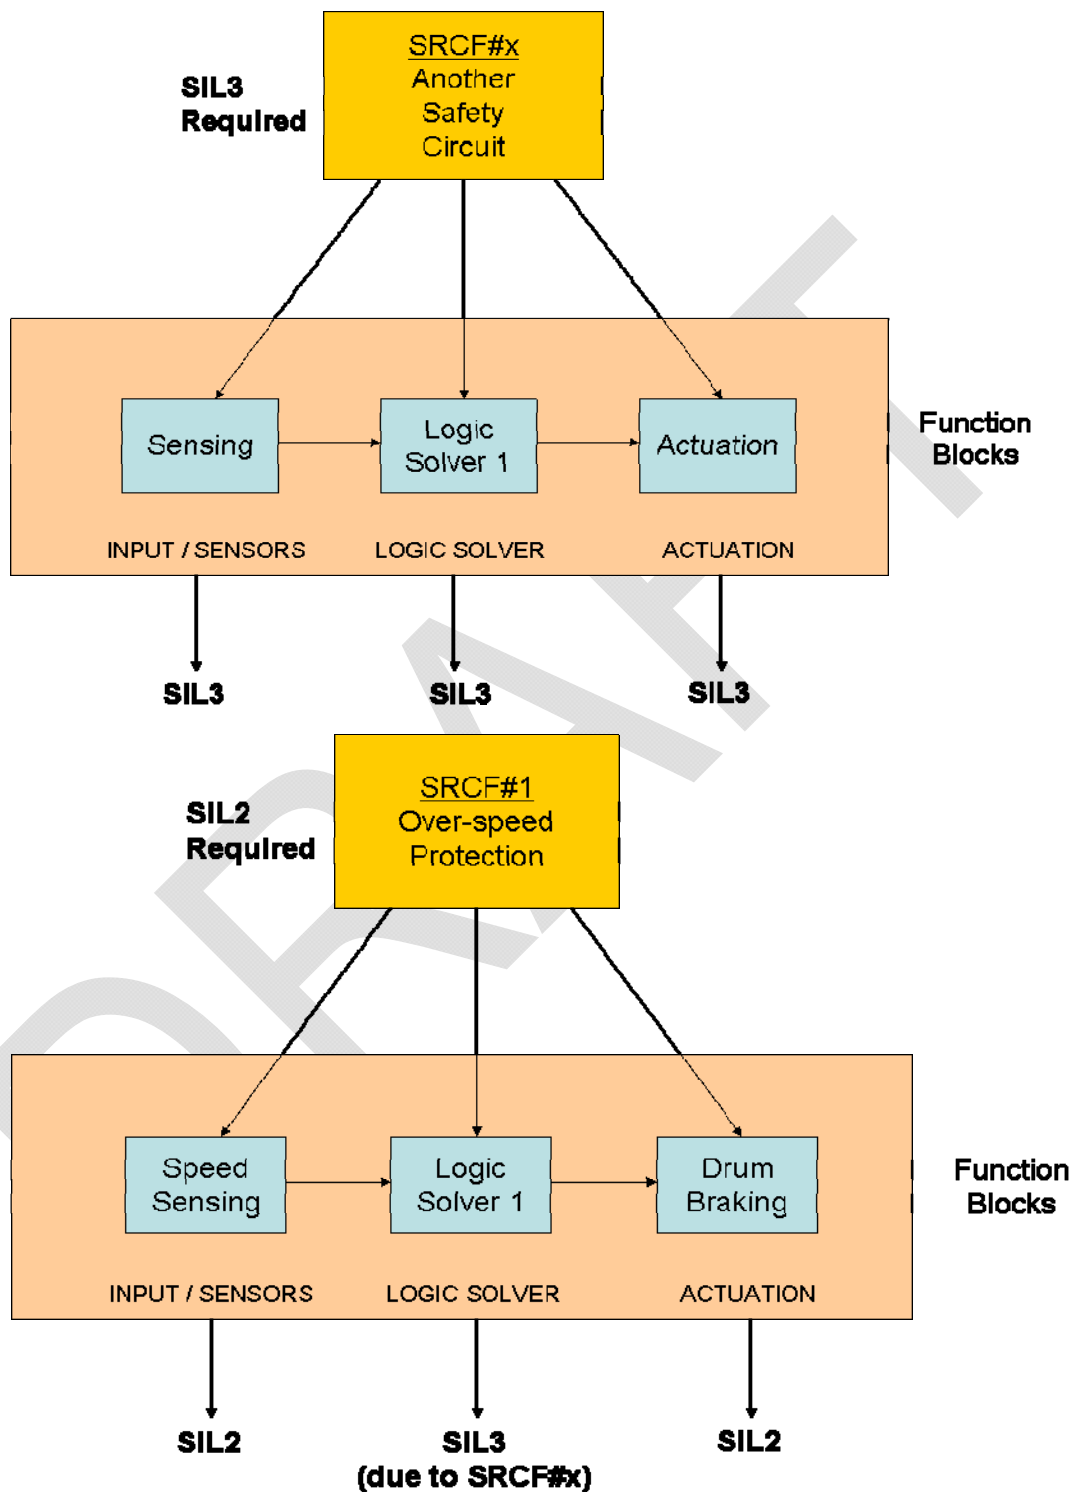 SRCF#x
Another
Safety
Circuit
SIL3
Required
Sensing
Logic
Solver 1
Actuation
Function
Blocks
INPUT / SENSORS
LOGIC SOLVER
ACTUATION
SIL3
SIL3
SIL3
SRCF#1
Over-speed
Protection
SIL2
Required
Speed
Sensing
Logic
Solver 1
Drum
Braking
Function
Blocks
INPUT / SENSORS
LOGIC SOLVER
ACTUATION
SIL2
SIL3
(due to SRCF#x)
SIL2
DRAFT